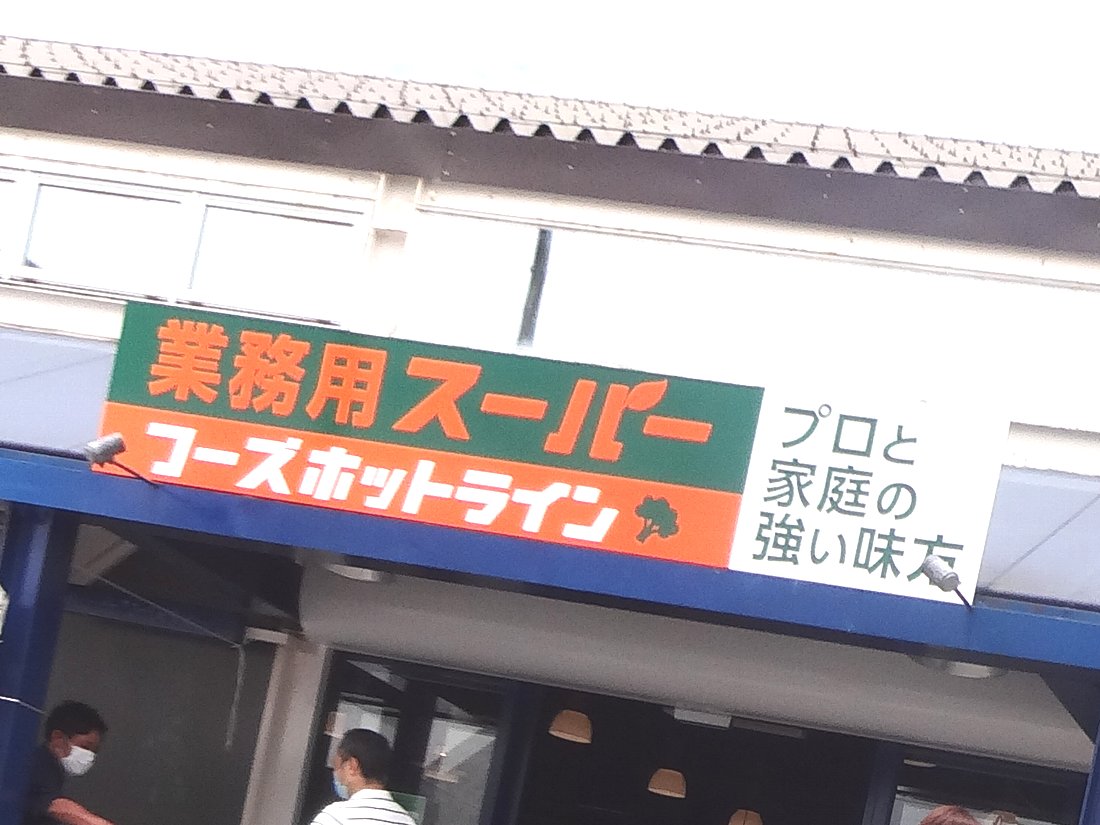 業務用スーパー
フーズホットライン
プロと
家庭の
強い味方